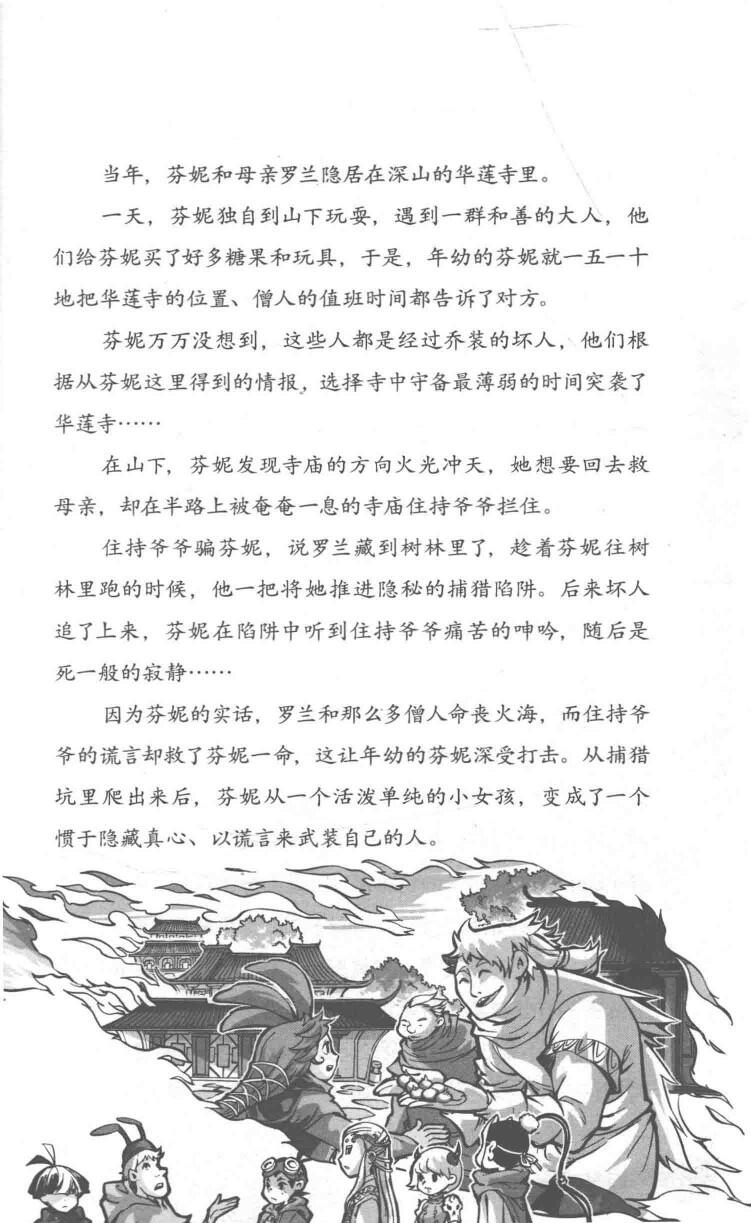 当年，芬妮和母亲罗兰隐居在深山的华莲寺里。
一天，芬妮独自到山下玩耍，遇到一群和善的大人，他
们给芬妮买了好多糖果和玩具，于是，年幼的芬妮就一五一十
地把华莲寺的位置、僧人的值班时间都告诉了对方。
芬妮万万没想到，这些人都是经过乔装的坏人，他们根
据从芬妮这里得到的情报，选择寺中守备最薄弱的时间突袭了
华莲寺……
在山下，芬妮发现寺庙的方向火光冲天，她想要回去救
母亲，却在半路上被奄奄一息的寺庙住持爷爷拦住。
住持爷爷骗芬妮，说罗兰藏到树林里了，趁着芬妮往树
林里跑的时候，他一把将她推进隐秘的捕猎陷阱。后来坏人
追了上来，芬妮在陷阱中听到住持爷爷痛苦的呻吟，随后是
死一般的寂静……
因为芬妮的实话，罗兰和那么多僧人命丧火海，而住持爷
爷的谎言却救了芬妮一命，这让年幼的芬妮深受打击。从捕猎
坑里爬出来后，芬妮从一个活泼单纯的小女孩，变成了一个
惯于隐藏真心、以谎言来武装自己的人。